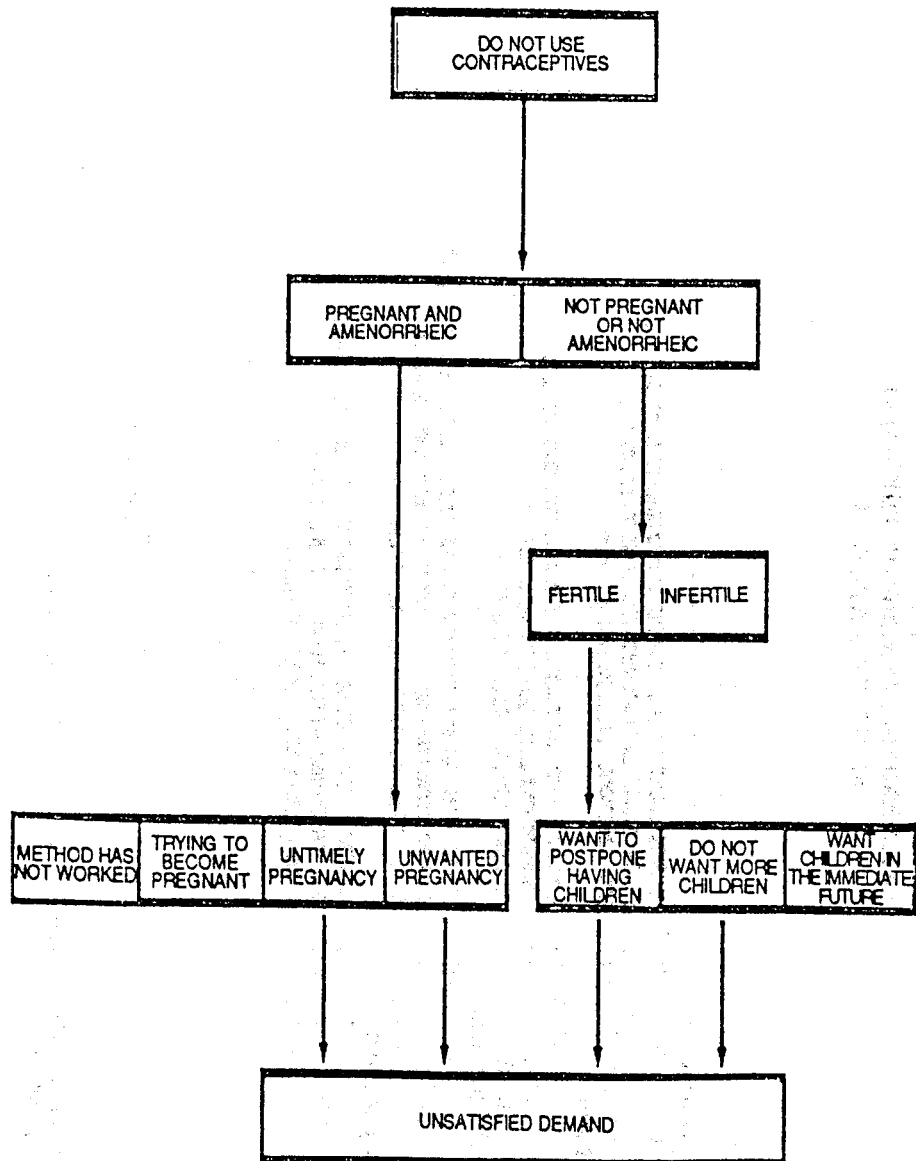 DO NOT USE
CONTRACEPTIVES
PREGNANT AND
AMENORRHEIC
NOT PREGNANT
OR NOT
AMENORRHEIC
FERTILE
INFERTILE
METHOD HAS
NOT WORKED
TRYING TO
BECOME
PREGNANT
UNTIMELY
PREGNANCY
UNWANTED
PREGNANCY
WANT TO
POSTPONE
HAVING
CHILDREN
DO NOT
WANT MORE
CHILDREN
WANT
CHILDREN IN
THE IMMEDIATE
FUTURE
UNSATISFIED DEMAND